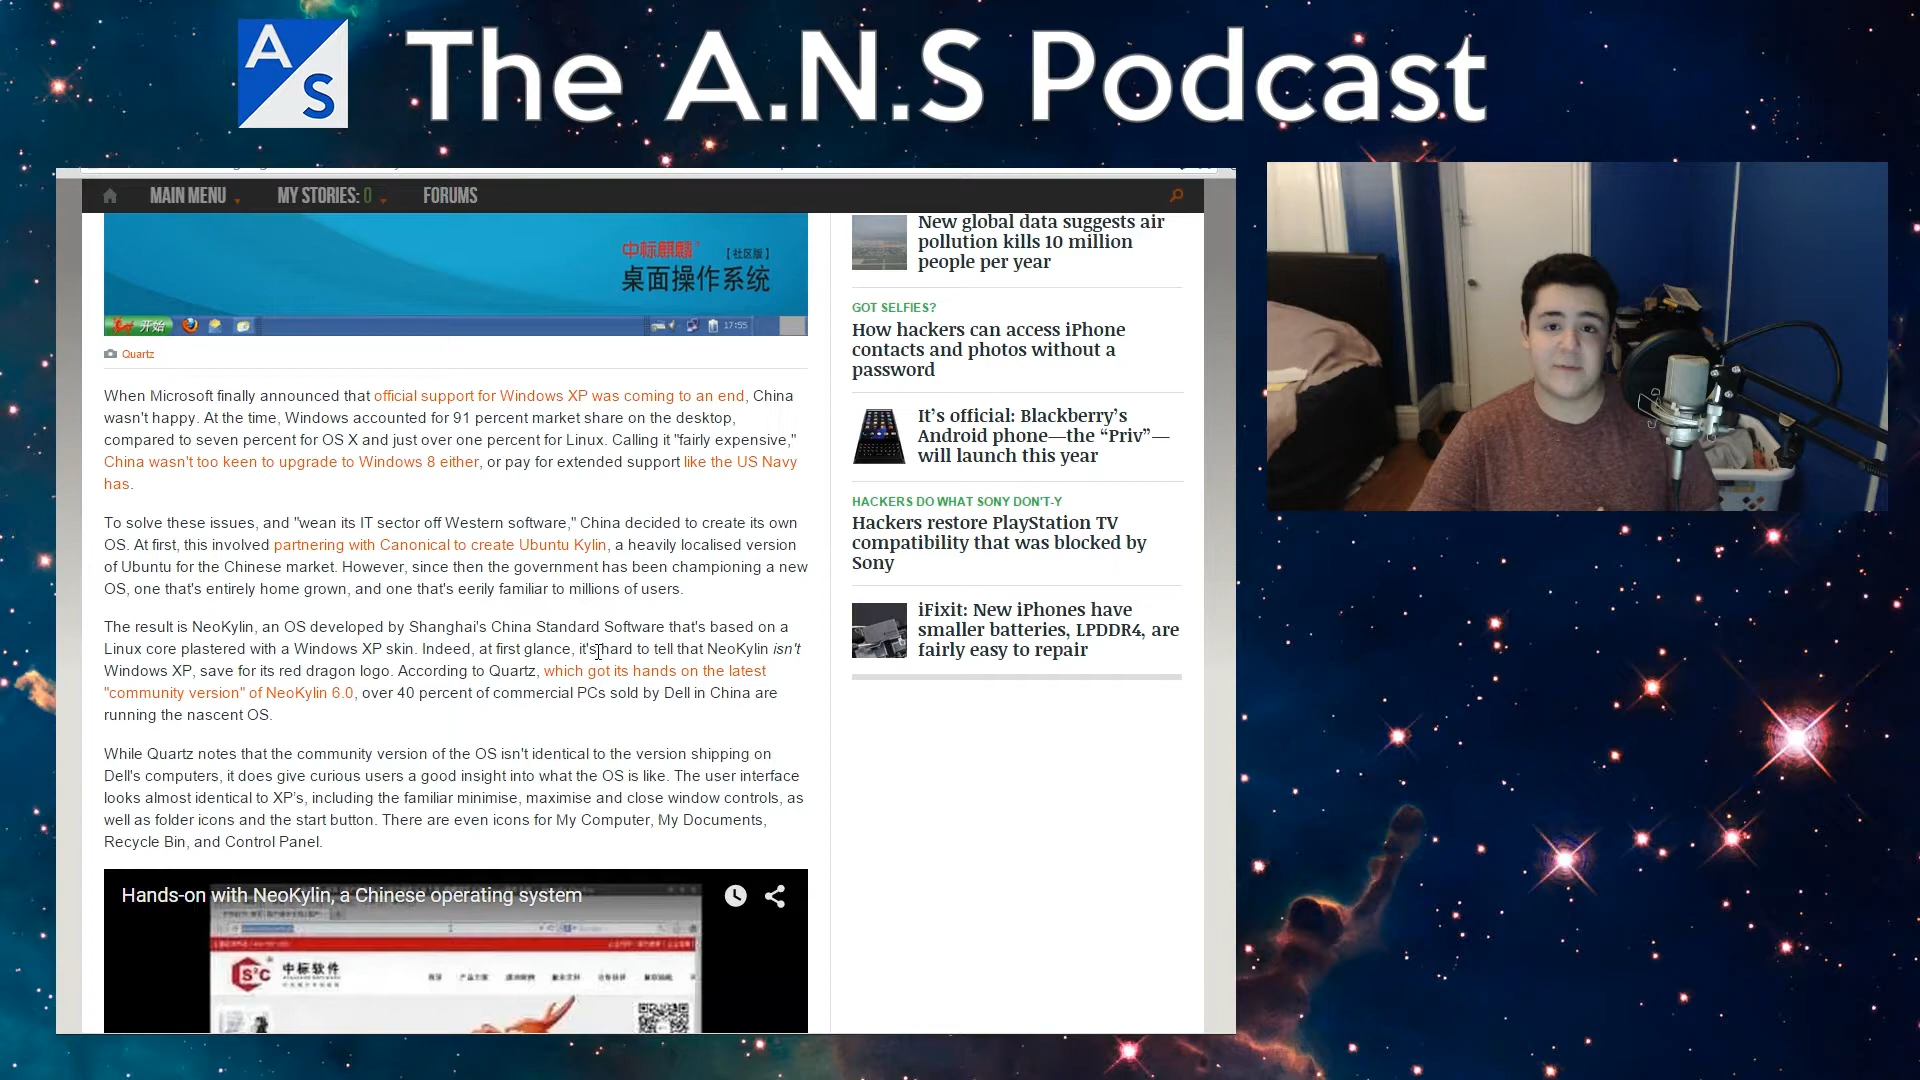 A
S
The A.N.S Podcast
MAIN MENU
MY STORIES: 0
FORUMS
中标麒麟
【社区版】
桌面操作系统
开始
17:55
Quartz
When Microsoft finally announced that official support for Windows XP was coming to an end, China
wasn't happy. At the time, Windows accounted for 91 percent market share on the desktop,
compared to seven percent for OS X and just over one percent for Linux. Calling it "fairly expensive,"
China wasn't too keen to upgrade to Windows 8 either, or pay for extended support like the US Navy
has.
To solve these issues, and "wean its IT sector off Western software," China decided to create its own
OS. At first, this involved partnering with Canonical to create Ubuntu Kylin, a heavily localised version
of Ubuntu for the Chinese market. However, since then the government has been championing a new
OS, one that's entirely home grown, and one that's eerily familiar to millions of users.
The result is NeoKylin, an OS developed by Shanghai's China Standard Software that's based on a
Linux core plastered with a Windows XP skin. Indeed, at first glance, it's hard to tell that NeoKylin isn't
Windows XP, save for its red dragon logo. According to Quartz, which got its hands on the latest
"community version" of NeoKylin 6.0, over 40 percent of commercial PCs sold by Dell in China are
running the nascent OS.
While Quartz notes that the community version of the OS isn't identical to the version shipping on
Dell's computers, it does give curious users a good insight into what the OS is like. The user interface
looks almost identical to XP's, including the familiar minimise, maximise and close window controls, as
well as folder icons and the start button. There are even icons for My Computer, My Documents,
Recycle Bin, and Control Panel.
Hands-on with NeoKylin, a Chinese operating system
S2C
中标软件
New global data suggests air
pollution kills 10 million
people per year
GOT SELFIES?
How hackers can access iPhone
contacts and photos without a
password
It's official: Blackberry's
Android phone—the “Priv”—
will launch this year
HACKERS DO WHAT SONY DON'T-Y
Hackers restore PlayStation TV
compatibility that was blocked by
Sony
iFixit: New iPhones have
smaller batteries, LPDDR4, are
fairly easy to repair